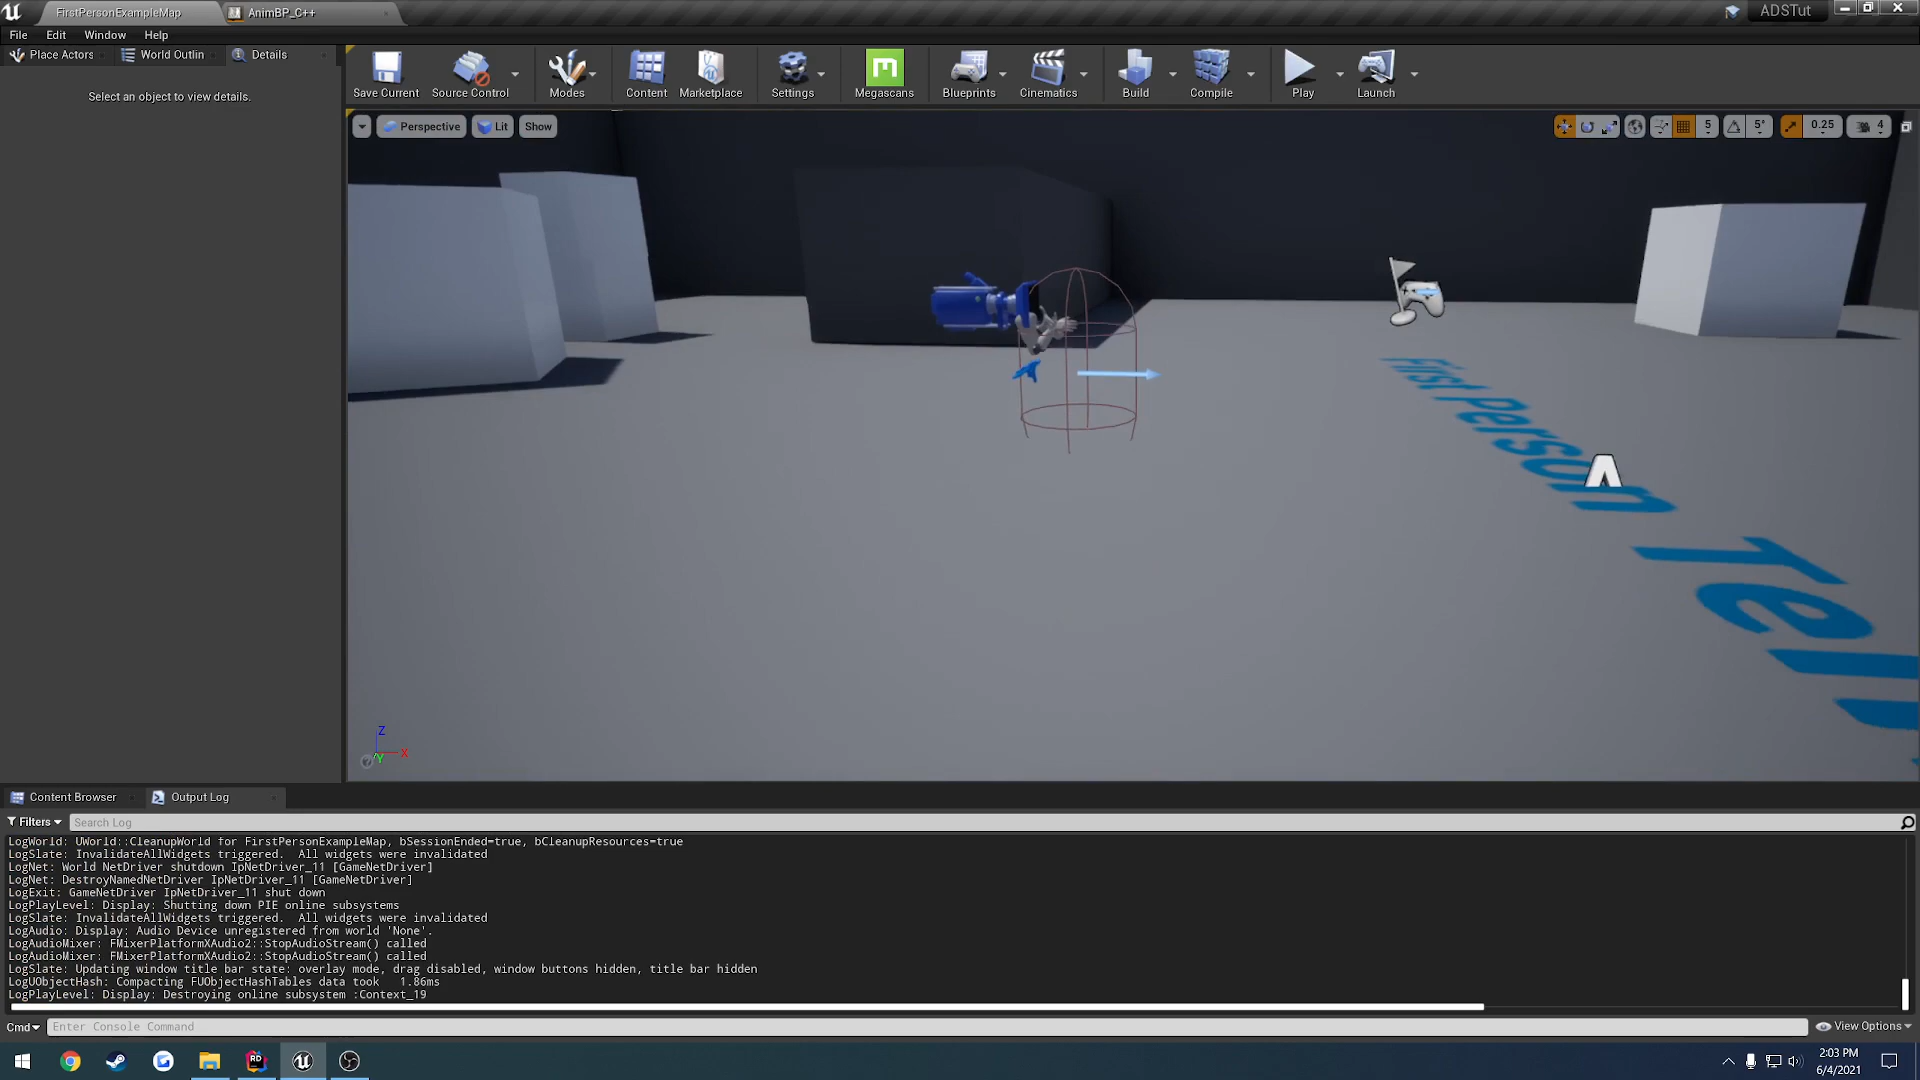 FirstPersonExampleMap
AnimBP_C++
ADSTut
File Edit Window Help
Place Actors World Outlin Details
Select an object to view details.
Save Current Source Control Modes Content Marketplace Settings Megascans Blueprints Cinematics Build Compile Play Launch
Perspective Lit Show
5 5° 0.25 4
First Person
Z
X
Y
Content Browser Output Log
Filters Search Log
LogWorld: UWorld::CleanupWorld for FirstPersonExampleMap, bSessionEnded=true, bCleanupResources=true
LogSlate: InvalidateAllWidgets triggered.  All widgets were invalidated
LogNet: World NetDriver shutdown IpNetDriver_11 [GameNetDriver]
LogNet: DestroyNamedNetDriver IpNetDriver_11 [GameNetDriver]
LogExit: GameNetDriver IpNetDriver_11 shut down
LogPlayLevel: Display: Shutting down PIE online subsystems
LogSlate: InvalidateAllWidgets triggered.  All widgets were invalidated
LogAudio: Display: Audio Device unregistered from world 'None'.
LogAudioMixer: FMixerPlatformXAudio2::StopAudioStream() called
LogAudioMixer: FMixerPlatformXAudio2::StopAudioStream() called
LogSlate: Updating window title bar state: overlay mode, drag disabled, window buttons hidden, title bar hidden
LogUObjectHash: Compacting FUObjectHashTables data took   1.86ms
LogPlayLevel: Display: Destroying online subsystem :Context_19
Cmd Enter Console Command View Options
2:03 PM
6/4/2021